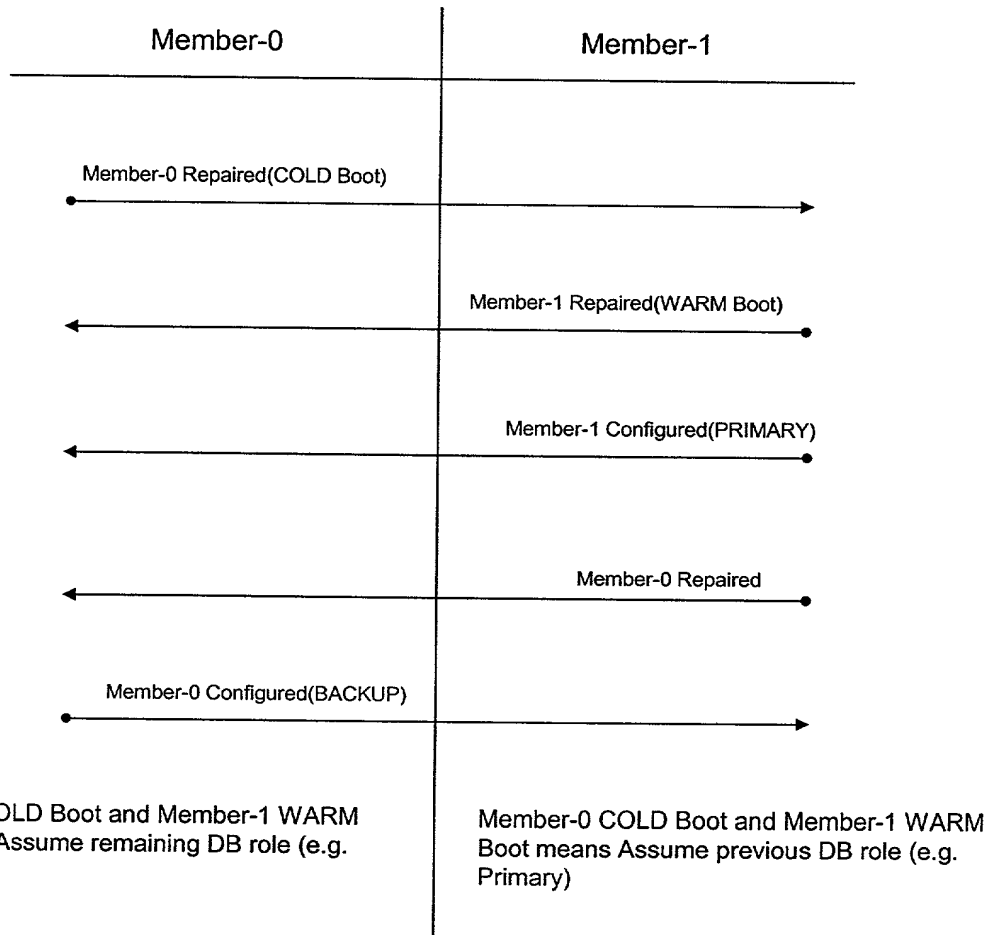 Member-0
Member-1
Member-0 Repaired(COLD Boot)
Member-1 Repaired(WARM Boot)
Member-1 Configured(PRIMARY)
Member-0 Repaired
Member-0 Configured(BACKUP)
OLD Boot and Member-1 WARM
Assume remaining DB role (e.g.
Member-0 COLD Boot and Member-1 WARM
Boot means Assume previous DB role (e.g.
Primary)